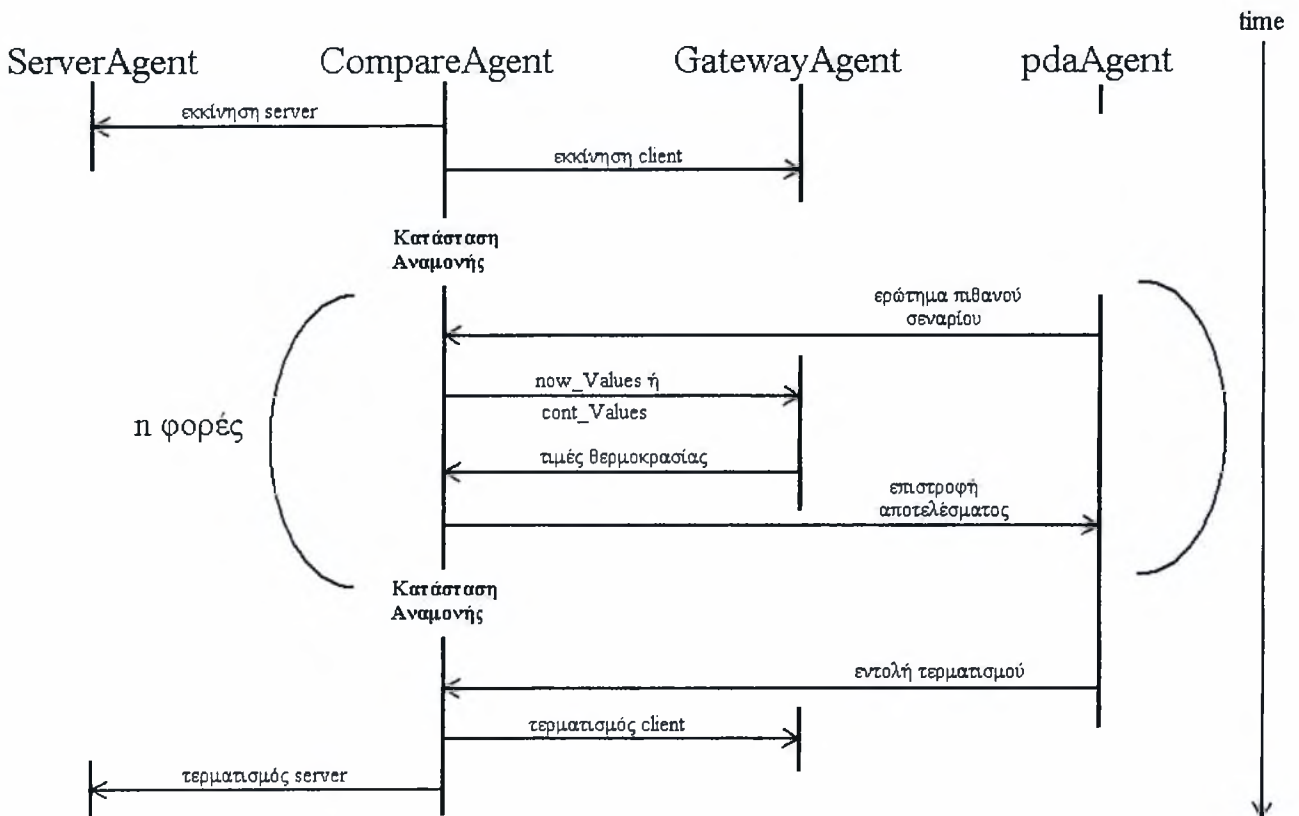 time
ServerAgent
CompareAgent
GatewayAgent
pdaAgent
εκκίνηση server
εκκίνηση client
Κατάσταση
Αναμονής
ερώτημα πιθανού
σεναρίου
now_Values ή
cont_Values
n φορές
τιμές θερμοκρασίας
επιστροφή
αποτελέσματος
Κατάσταση
Αναμονής
εντολή τερματισμού
τερματισμός client
τερματισμός server